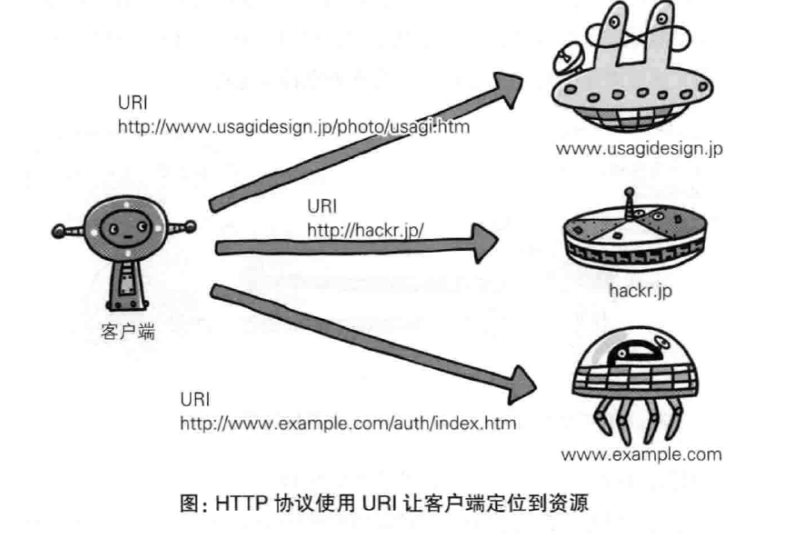 URI
http://www.usagidesign.jp/photo/usagi.htm
www.usagidesign.jp
URI
http://hackr.jp/
hackr.jp
客户端
URI
http://www.example.com/auth/index.htm
www.example.com
图：HTTP 协议使用 URI 让客户端定位到资源